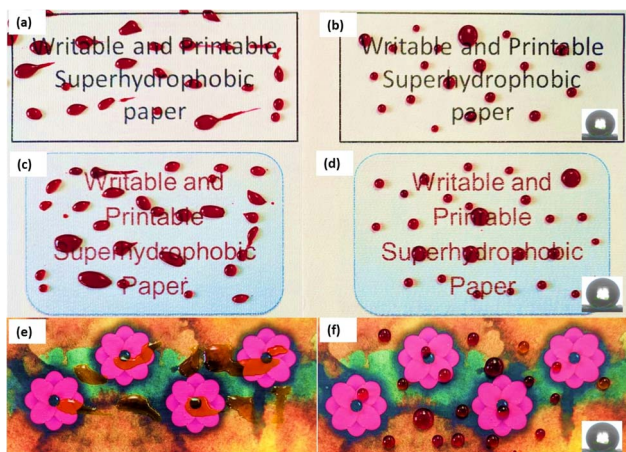 (a)
Writable and Printable
Superhydrophobic
paper
(b)
Writable and Printable
Superhydrophobic
paper
(c)
Writable and
Printable
Superhydrophobic
Paper
(d)
Writable and
Printable
Superhydrophobic
Paper
(e)
(f)